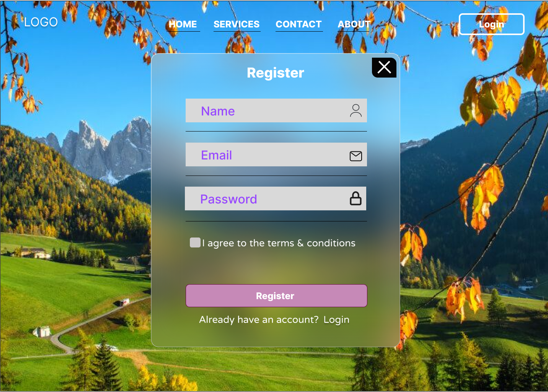 LOGO
HOME SERVICES CONTACT ABOUT Login
Register
Name
Email
Password
I agree to the terms & conditions
Register
Already have an account? Login